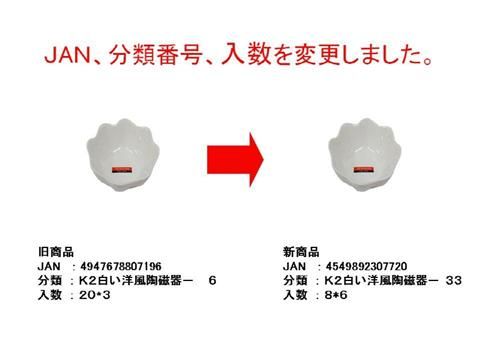 JAN、分類番号、入数を変更しました。
旧商品
JAN ：4947678807196
分類 ：K2白い洋風陶磁器ー 6
入数 ：20*3
新商品
JAN ：4549892307720
分類 ：K2白い洋風陶磁器ー 33
入数 ：8*6